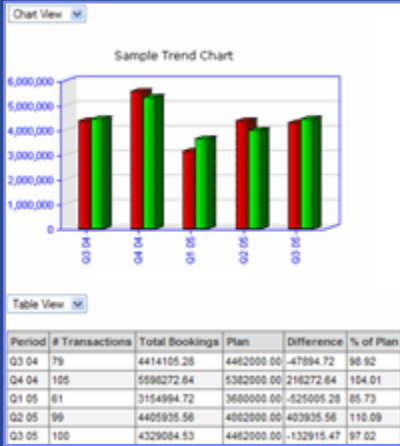 Chart View
Sample Trend Chart
6,000,000
5,000,000
4,000,000
3,000,000
2,000,000
1,000,000
0
Q3 04 Q4 04 Q1 05 Q2 05 Q3 05
Table View
Period # Transactions Total Bookings Plan Difference % of Plan
Q3 04 79 4414105.28 4462000.00 -47894.72 98.92
Q4 04 105 5598272.64 5382000.00 216272.64 104.01
Q1 05 61 3154994.72 3680000.00 -525005.28 85.73
Q2 05 99 4405935.56 4002000.00 403935.56 110.09
Q3 05 100 4329084.53 4462000.00 -132915.47 97.02